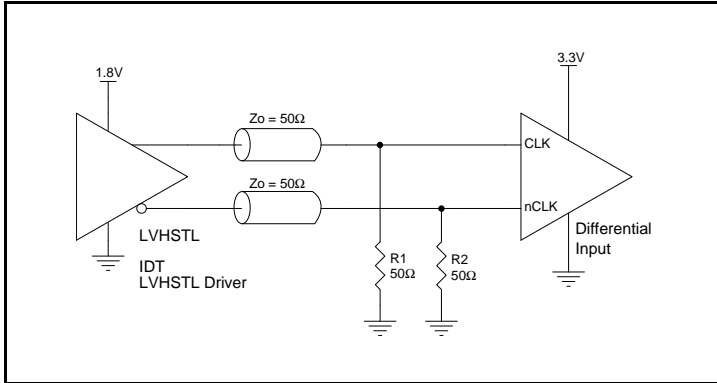 1.8V
3.3V
Zo = 50Ω
CLK
Zo = 50Ω
nCLK
LVHSTL
IDT
LVHSTL Driver
R1
50Ω
R2
50Ω
Differential
Input